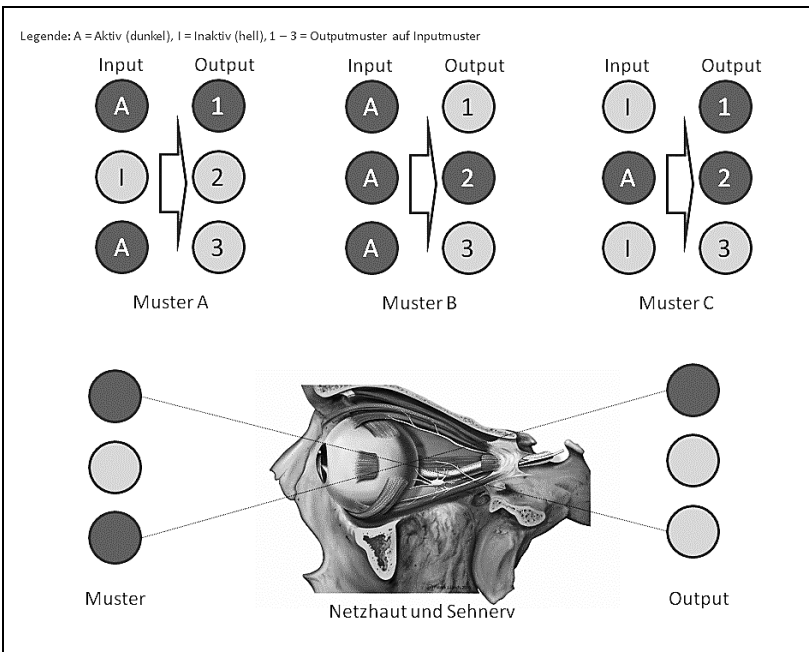 Legende: A = Aktiv (dunkel), I = Inaktiv (hell), 1 – 3 = Outputmuster auf Inputmuster
Input Output Input Output Input Output
A 1 A 1 I 1
I 2 A 2 A 2
A 3 A 3 I 3
Muster A Muster B Muster C
Muster Netzhaut und Sehnerv Output